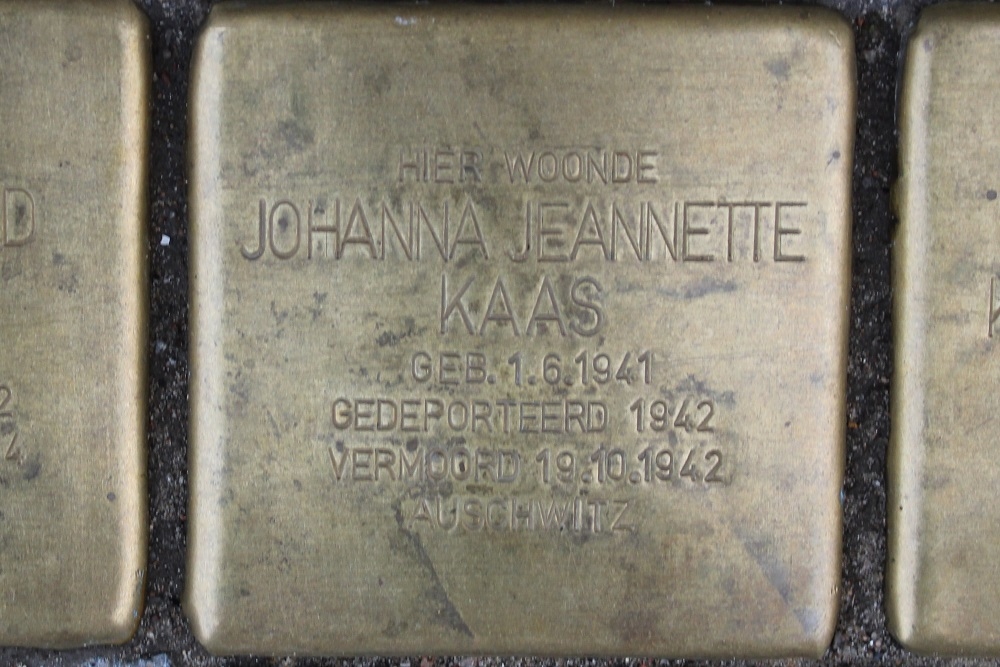 HIER WOONDE
JOHANNA JEANNETTE
KAAS
GEB. 1.6.1941
GEDEPORTEERD 1942
VERMOORD 19.10.1942
AUSCHWITZ